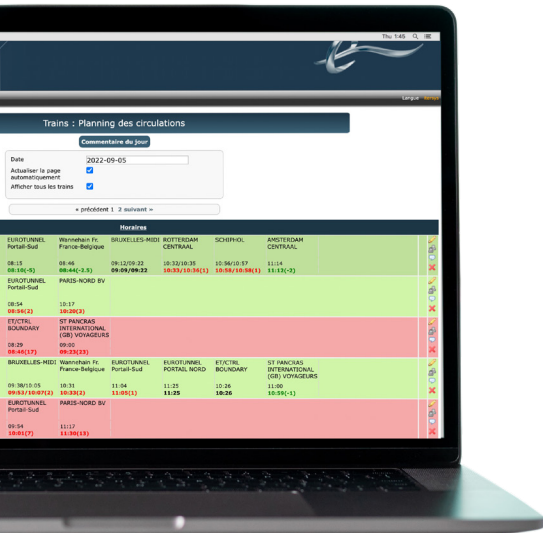 Thu 1:45
Langue
Trains : Planning des circulations
Commentaire du jour
Date 2022-09-05
Actualiser la page
automatiquement
Afficher tous les
trains
« précédent 1 2 suivant »
Horaires
EUROTUNNEL Wannehain Fr. BRUXELLES-MIDI ROTTERDAM SCHIPHOL AMSTERDAM
Portail-Sud France-Belgique CENTRAAL CENTRAAL
08:15 08:46 09:12/09:22 10:32/10:35 10:56/10:57 11:14
08:10(-5) 08:44(-2.5) 09:09/09:22 10:33/10:36(1) 10:58/10:58(1) 11:12(-2)
EUROTUNNEL PARIS-NORD BV
Portail-Sud
08:54 10:17
08:56(2) 10:20(3)
ET/CTRL ST PANCRAS
BOUNDARY INTERNATIONAL
(GB) VOYAGEURS
08:29 09:00
08:46(17) 09:23(23)
BRUXELLES-MIDI Wannehain Fr. EUROTUNNEL EUROTUNNEL ET/CTRL ST PANCRAS
France-Belgique Portail-Sud PORTAIL NORD BOUNDARY INTERNATIONAL
(GB) VOYAGEURS
09:38/10:05 10:31 11:04 11:25 10:26 11:00
09:53/10:07(2) 10:33(2) 11:05(1) 11:25 10:26 10:59(-1)
EUROTUNNEL PARIS-NORD BV
Portail-Sud
09:54 11:17
10:01(7) 11:30(13)